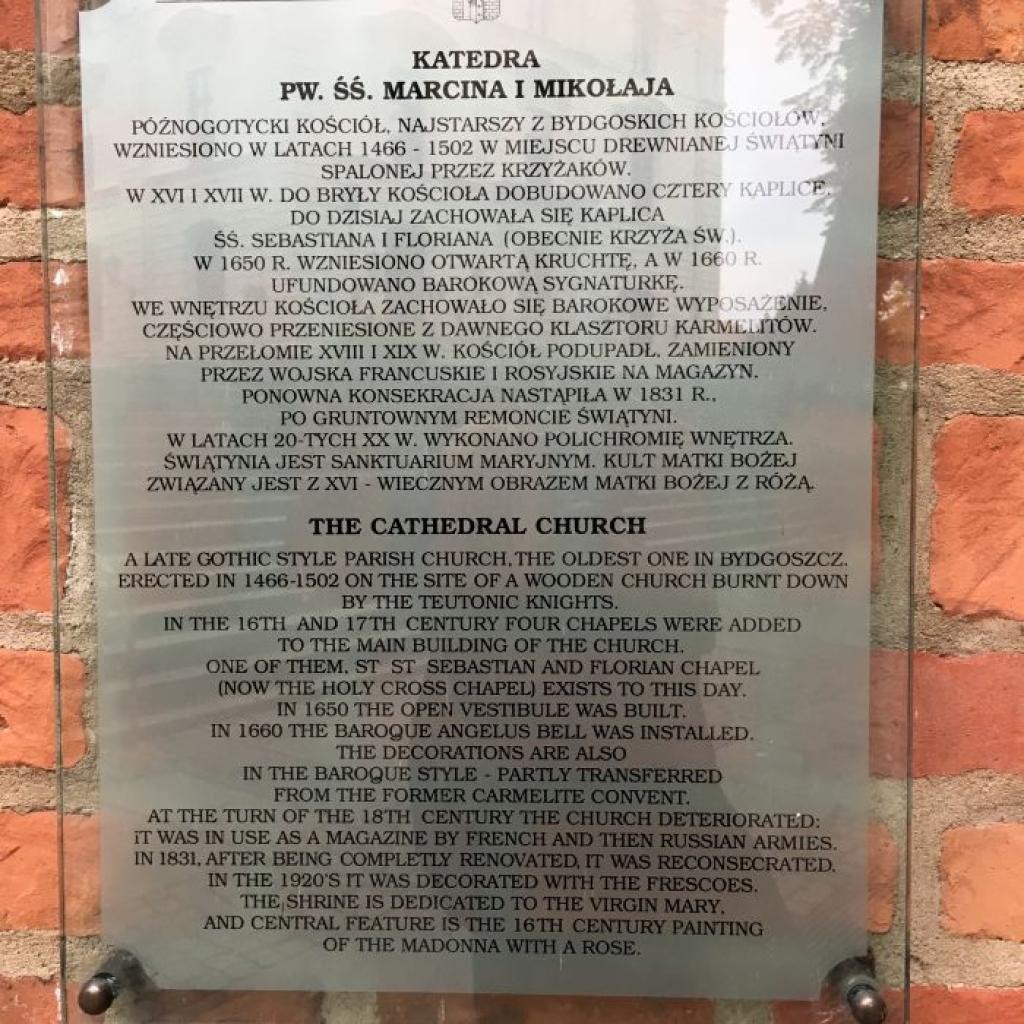 KATEDRA
PW. ŚŚ. MARCINA I MIKOŁAJA
PÓŹNOGOTYCKI KOŚCIÓŁ, NAJSTARSZY Z BYDGOSKICH KOŚCIOŁÓW.
WZNIESIONO W LATACH 1466 - 1502 W MIEJSCU DREWNIANEJ ŚWIĄTYNI
SPALONEJ PRZEZ KRZYŻAKÓW.
W XVI I XVII W. DO BRYŁY KOŚCIOŁA DOBUDOWANO CZTERY KAPLICE.
DO DZISIAJ ZACHOWAŁA SIĘ KAPLICA
ŚŚ. SEBASTIANA I FLORIANA (OBECNIE KRZYŻA ŚW.).
W 1650 R. WZNIESIONO OTWARTĄ KRUCHTĘ, A W 1660 R.
UFUNDOWANO BAROKOWĄ SYGNATURKĘ.
WE WNĘTRZU KOŚCIOŁA ZACHOWAŁO SIĘ BAROKOWE WYPOSAŻENIE,
CZĘŚCIOWO PRZENIESIONE Z DAWNEGO KLASZTORU KARMELITÓW.
NA PRZEŁOMIE XVIII I XIX W. KOŚCIÓŁ PODUPADŁ, ZAMIENIONY
PRZEZ WOJSKA FRANCUSKIE I ROSYJSKIE NA MAGAZYN.
PONOWNA KONSEKRACJA NASTĄPIŁA W 1831 R.,
PO GRUNTOWNYM REMONCIE ŚWIĄTYNI.
W LATACH 20-TYCH XX W. WYKONANO POLICHROMIĘ WNĘTRZA.
ŚWIĄTYNIA JEST SANKTUARIUM MARYJNYM. KULT MATKI BOŻEJ
ZWIĄZANY JEST Z XVI - WIECZNYM OBRAZEM MATKI BOŻEJ Z RÓŻĄ.
THE CATHEDRAL CHURCH
A LATE GOTHIC STYLE PARISH CHURCH, THE OLDEST ONE IN BYDGOSZCZ.
ERECTED IN 1466-1502 ON THE SITE OF A WOODEN CHURCH BURNT DOWN
BY THE TEUTONIC KNIGHTS.
IN THE 16TH AND 17TH CENTURY FOUR CHAPELS WERE ADDED
TO THE MAIN BUILDING OF THE CHURCH.
ONE OF THEM, ST ST SEBASTIAN AND FLORIAN CHAPEL
(NOW THE HOLY CROSS CHAPEL) EXISTS TO THIS DAY.
IN 1650 THE OPEN VESTIBULE WAS BUILT.
IN 1660 THE BAROQUE ANGELUS BELL WAS INSTALLED.
THE DECORATIONS ARE ALSO
IN THE BAROQUE STYLE - PARTLY TRANSFERRED
FROM THE FORMER CARMELITE CONVENT.
AT THE TURN OF THE 18TH CENTURY THE CHURCH DETERIORATED:
IT WAS IN USE AS A MAGAZINE BY FRENCH AND THEN RUSSIAN ARMIES.
IN 1831, AFTER BEING COMPLETLY RENOVATED, IT WAS RECONSECRATED.
IN THE 1920'S IT WAS DECORATED WITH THE FRESCOES.
THE SHRINE IS DEDICATED TO THE VIRGIN MARY,
AND CENTRAL FEATURE IS THE 16TH CENTURY PAINTING
OF THE MADONNA WITH A ROSE.